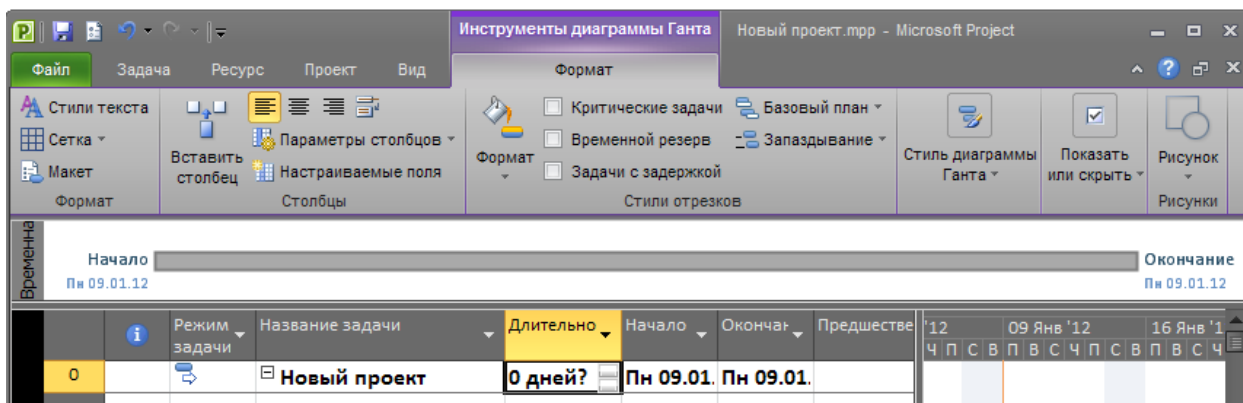 Инструменты диаграммы Ганта
Новый проект.mpp - Microsoft Project
Файл Задача Ресурс Проект Вид Формат
Стили текста
Сетка
Макет
Формат
Вставить
столбец
Параметры столбцов
Настраиваемые поля
Столбцы
Формат
Критические задачи
Временной резерв
Задачи с задержкой
Базовый план
Запаздывание
Стили отрезков
Стиль диаграммы
Ганта
Показать
или скрыть
Рисунок
Рисунки
Временна
Начало
Пн 09.01.12
Окончание
Пн 09.01.12
Режим
задачи
Название задачи
Длительно
Начало
Окончан
Предшестве
'12
09 Янв '12
16 Янв '1
Ч П С В П В С Ч П С В П В С Ч
0
Новый проект
0 дней?
Пн 09.01.
Пн 09.01.